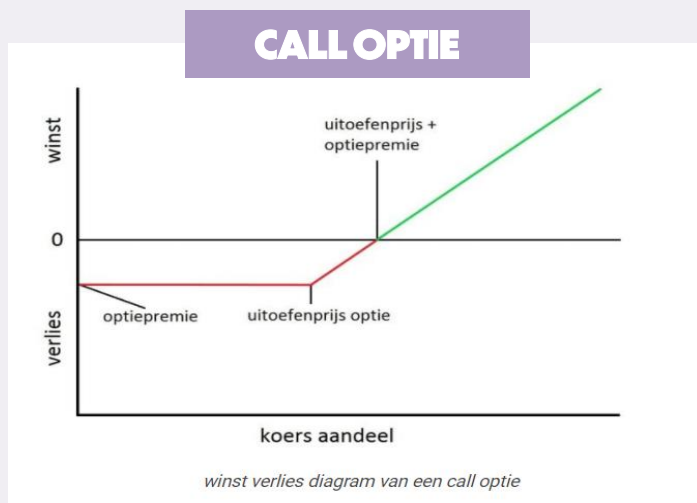 CALL OPTIE
winst
uitoefenprijs +
optiepremie
0
optiepremie
uitoefenprijs optie
verlies
koers aandeel
winst verlies diagram van een call optie